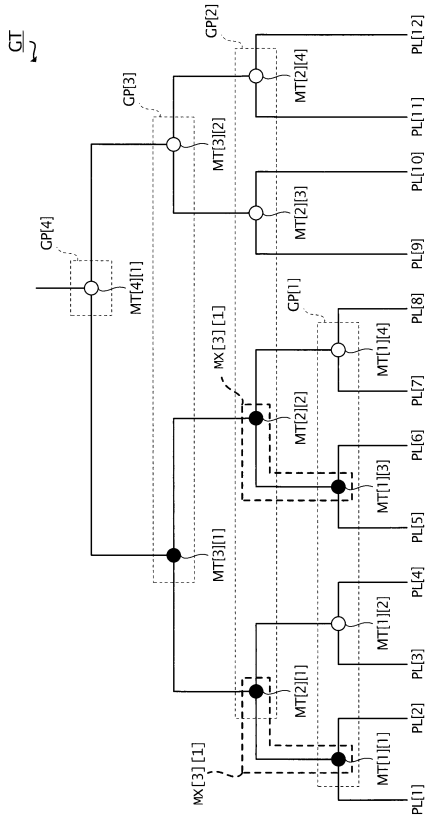 GT
GP[4]
MT[4][1]
GP[3]
MT[3][1]
MT[3][2]
GP[2]
MX[3][1]
MT[2][1]
MX[3][1]
MT[2][2]
MT[2][3]
MT[2][4]
GP[1]
MT[1][1]
MT[1][2]
MT[1][3]
MT[1][4]
PL[1]
PL[2]
PL[3]
PL[4]
PL[5]
PL[6]
PL[7]
PL[8]
PL[9]
PL[10]
PL[11]
PL[12]